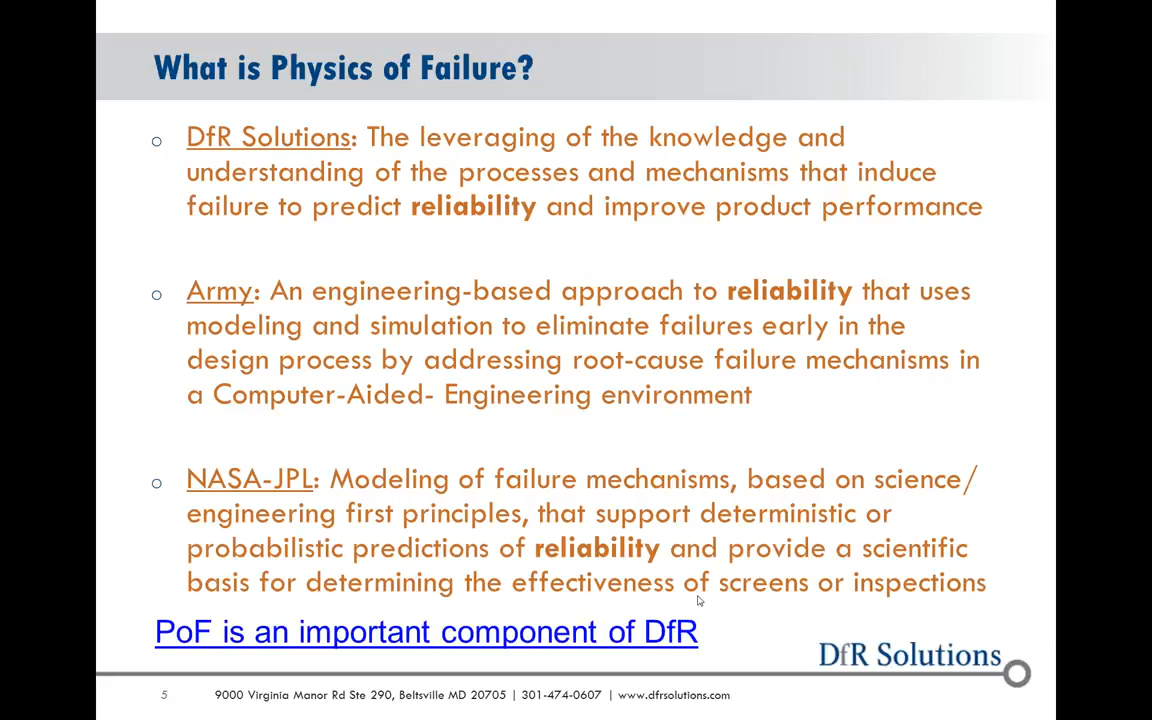 What is Physics of Failure?
o DfR Solutions: The leveraging of the knowledge and
understanding of the processes and mechanisms that induce
failure to predict reliability and improve product performance
o Army: An engineering-based approach to reliability that uses
modeling and simulation to eliminate failures early in the
design process by addressing root-cause failure mechanisms in
a Computer-Aided- Engineering environment
o NASA-JPL: Modeling of failure mechanisms, based on science/
engineering first principles, that support deterministic or
probabilistic predictions of reliability and provide a scientific
basis for determining the effectiveness of screens or inspections
PoF is an important component of DfR
DfR Solutions
5 9000 Virginia Manor Rd Ste 290, Beltsville MD 20705 | 301-474-0607 | www.dfrsolutions.com